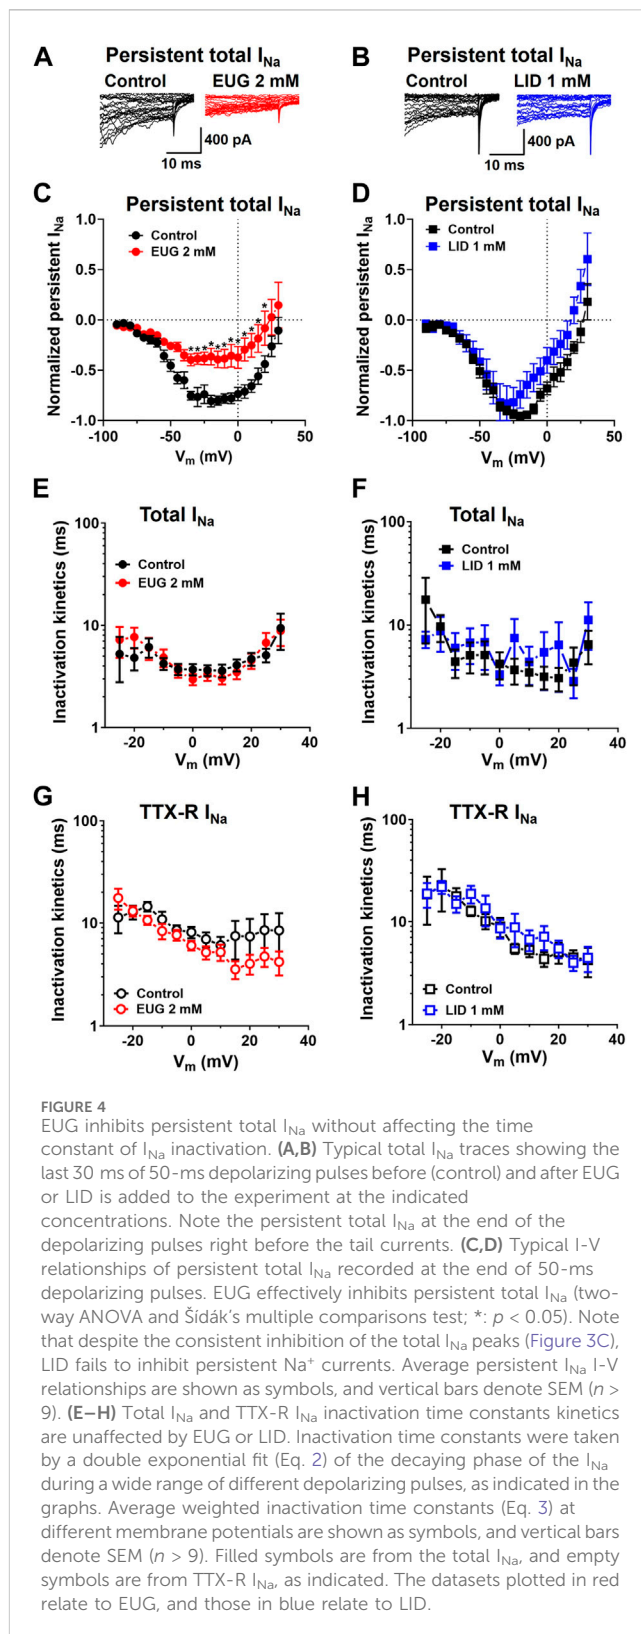 A
Persistent total INa
Control
EUG 2 mM
400 pA
10 ms
B
Persistent total INa
Control
LID 1 mM
400 pA
10 ms
C
Persistent total INa
Normalized persistent INa
1.0
0.5
0.0
-0.5
-1.0
Control
EUG 2 mM
* * * * * * * * * * * *
-100
-50
0
50
Vm (mV)
D
Persistent total INa
Normalized persistent INa
1.0
0.5
0.0
-0.5
-1.0
Control
LID 1 mM
-100
-50
0
50
Vm (mV)
E
Total INa
Inactivation kinetics (ms)
100
10
1
Control
EUG 2 mM
-20
0
20
40
Vm (mV)
F
Total INa
Inactivation kinetics (ms)
100
10
1
Control
LID 1 mM
-20
0
20
40
Vm (mV)
G
TTX-R INa
Inactivation kinetics (ms)
100
10
1
Control
EUG 2 mM
-20
0
20
40
Vm (mV)
H
TTX-R INa
Inactivation kinetics (ms)
100
10
1
Control
LID 1 mM
-20
0
20
40
Vm (mV)
FIGURE 4
EUG inhibits persistent total INa without affecting the time
constant of INa inactivation. (A,B) Typical total INa traces showing the
last 30 ms of 50-ms depolarizing pulses before (control) and after EUG
or LID is added to the experiment at the indicated
concentrations. Note the persistent total INa at the end of the
depolarizing pulses right before the tail currents. (C,D) Typical I-V
relationships of persistent total INa recorded at the end of 50-ms
depolarizing pulses. EUG effectively inhibits persistent total INa (two-
way ANOVA and Šídák's multiple comparisons test; *: p < 0.05). Note
that despite the consistent inhibition of the total INa peaks (Figure 3C),
LID fails to inhibit persistent Na+ currents. Average persistent INa I-V
relationships are shown as symbols, and vertical bars denote SEM (n >
9). (E–H) Total INa and TTX-R INa inactivation time constants kinetics
are unaffected by EUG or LID. Inactivation time constants were taken
by a double exponential fit (Eq. 2) of the decaying phase of the INa
during a wide range of different depolarizing pulses, as indicated in the
graphs. Average weighted inactivation time constants (Eq. 3) at
different membrane potentials are shown as symbols, and vertical bars
denote SEM (n > 9). Filled symbols are from the total INa, and empty
symbols are from TTX-R INa, as indicated. The datasets plotted in red
relate to EUG, and those in blue relate to LID.